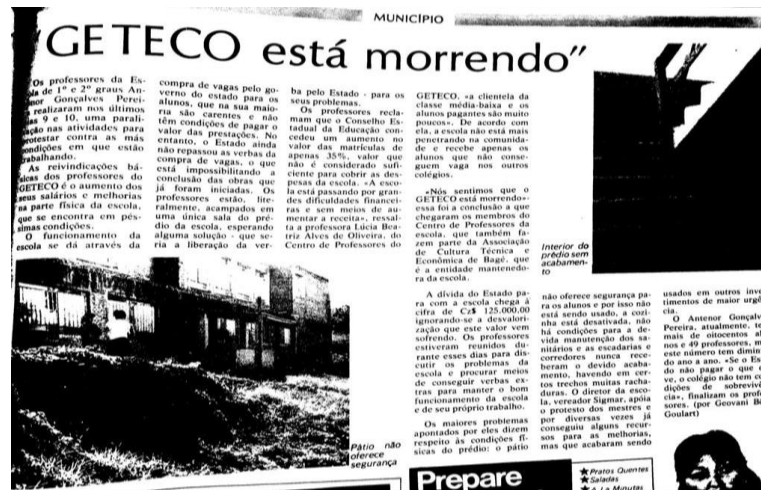 MUNICÍPIO
"GETECO está morrendo"
Os professores da Es-
de 1º e 2º graus An-
nor Gonçalves Perei-
realizaram nos últimos
9 e 10, uma parali-
nas atividades para
protestar contra as más
condições em que estão
trabalhando.
As reivindicações bá-
sicas dos professores do
GETECO é o aumento dos
seus salários e melhorias
na parte física da escola,
que se encontra em pés-
simas condições.
O funcionamento da
escola se dá através da
compra de vagas pelo go-
verno do estado para os
alunos, que na sua maio-
ria são carentes e não
têm condições de pagar o
valor das prestações. No
entanto, o Estado ainda
não repassou as verbas da
compra de vagas, o que
está impossibilitando a
conclusão das obras que
já foram iniciadas. Os
professores estão, lite-
ralmente, acampados em
uma única sala do pré-
dio da escola, esperando
alguma solução - que se-
ria a liberação da ver-
ba pelo Estado - para os
seus problemas.
Os professores recla-
mam que o Conselho Es-
tadual da Educação con-
cedeu um aumento no
valor das matrículas de
apenas 35%, valor que
não é considerado sufi-
ciente para cobrir as des-
pesas da escola. «A esco-
la está passando por gran-
des dificuldades financei-
ras e sem meios de au-
mentar a receita», ressal-
ta a professora Lúcia Bea-
triz Alves de Oliveira, do
Centro de Professores do
GETECO, «a clientela da
classe média-baixa e os
alunos pagantes são muito
poucos». De acordo com
ela, a escola não está mais
penetrando na comunida-
de e recebe apenas os
alunos que não conse-
guem vaga nos outros
colégios.
«Nós sentimos que o
GETECO está morrendo»
essa foi a conclusão a que
chegaram os membros do
Centro de Professores da
escola, que também fa-
zem parte da Associação
de Cultura Técnica e
Econômica de Bagé, que
é a entidade mantenedo-
ra da escola.
A dívida do Estado pa-
ra com a escola chega à
cifra de Cz$ 125.000,00
ignorando-se a desvalori-
zação que este valor vem
sofrendo. Os professores
estiveram reunidos du-
rante esses dias para dis-
cutir os problemas da
escola e procurar meios
de conseguir verbas ex-
tras para manter o bom
funcionamento da escola
e de seu próprio trabalho.
Os maiores problemas
apontados por eles dizem
respeito às condições fí-
sicas do prédio: o pátio
Interior do
prédio sem
acabamen-
to
não oferece segurança pa-
ra os alunos e por isso não
está sendo usado, a cozi-
nha está desativada, não
há condições para a de-
vida manutenção dos sa-
nitários e as escadarias e
corredores nunca rece-
beram o devido acaba-
mento, havendo em cer-
tos trechos muitas racha-
duras. O diretor da esco-
la, vereador Sigmar, apóia
o protesto dos mestres e
por diversas vezes já
conseguiu alguns recur-
sos para as melhorias,
mas que acabaram sendo
usados em outros inves
timentos de maior urgên
cia.
O Antenor Gonçalv
Pereira, atualmente, te
mais de oitocentos al
nos e 49 professores, m
este número tem diminu
do ano a ano. «Se o Es
do não pagar o que
ve, o colégio não tem co
dições de sobrevivê
cia», finalizam os profe
sores. (por Geovani B
Goulart)
Pátio não
oferece
segurança
Prepare
★Pratos Quentes
★Saladas
★A La Minutas